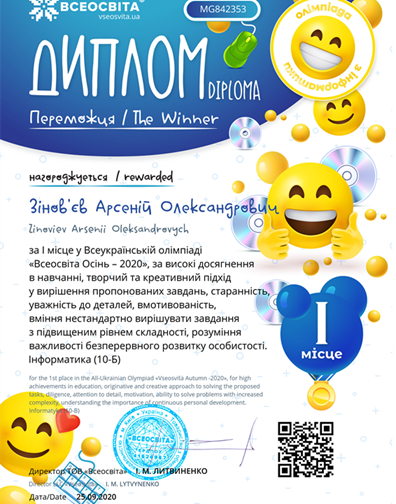 ВСЕОСВІТА
vseosvita.ua
MG842353
олімпіада
з інформатики
ДИПЛОМ
DIPLOMA
Переможця / The Winner
нагороджується / rewarded
Зінов'єв Арсеній Олександрович
Zinoviev Arsenii Oleksandrovych
за І місце у Всеукраїнській олімпіаді
«Всеосвіта Осінь – 2020», за високі досягнення
в навчанні, творчий та креативний підхід
у вирішення пропонованих завдань, старанність,
уважність до деталей, вмотивованість,
вміння нестандартно вирішувати завдання
з підвищеним рівнем складності, розуміння
важливості безперервного розвитку особистості.
Інформатика (10-Б)
I
місце
for the 1st place in the All-Ukrainian Olympiad «Vseosvita Autumn -2020», for high
achievements in education, originative and creative approach to solving the proposed
tasks, diligence, attention to detail, motivation, ability to solve problems with increased
complexity, understanding the importance of continuous personal development.
Informatyka (10-B)
ВСЕОСВІТА
Директор ТОВ «Всеосвіта» І. М. ЛИТВИНЕНКО
I. M. LYTVYNENKO
Дата/Date 25.09.2020